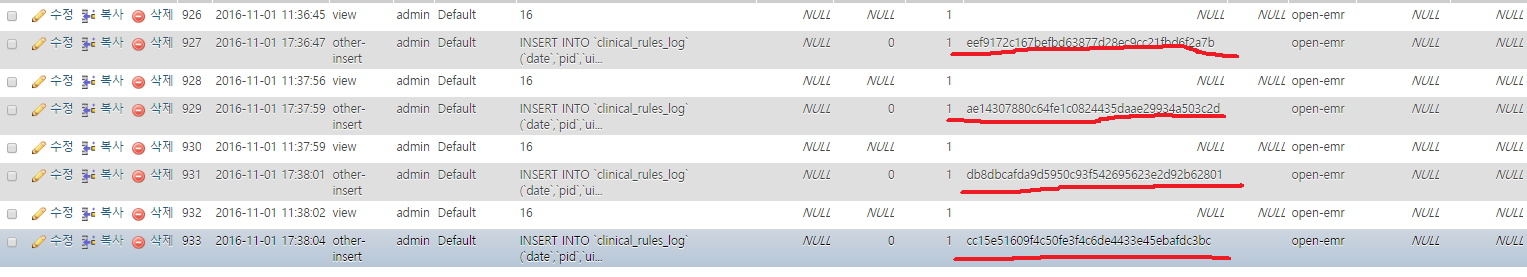 수정 복사 삭제 926 2016-11-01 11:36:45 view admin Default 16 NULL NULL 1 NULL NULL open-emr NULL NULL
수정 복사 삭제 927 2016-11-01 17:36:47 other- admin Default INSERT INTO `clinical_rules_log` NULL 0 1 eef9172c167befbd63877d28ec9cc21fbd6f2a7b open-emr NULL NULL
insert (`date`,`pid`,`ui...
수정 복사 삭제 928 2016-11-01 11:37:56 view admin Default 16 NULL NULL 1 NULL NULL open-emr NULL NULL
수정 복사 삭제 929 2016-11-01 17:37:59 other- admin Default INSERT INTO `clinical_rules_log` NULL 0 1 ae14307880c64fe1c0824435daae29934a503c2d open-emr NULL NULL
insert (`date`,`pid`,`ui...
수정 복사 삭제 930 2016-11-01 11:37:59 view admin Default 16 NULL NULL 1 NULL NULL open-emr NULL NULL
수정 복사 삭제 931 2016-11-01 17:38:01 other- admin Default INSERT INTO `clinical_rules_log` NULL 0 1 db8dbcafda9d5950c93f542695623e2d92b62801 open-emr NULL NULL
insert (`date`,`pid`,`ui...
수정 복사 삭제 932 2016-11-01 11:38:02 view admin Default 16 NULL NULL 1 NULL NULL open-emr NULL NULL
수정 복사 삭제 933 2016-11-01 17:38:04 other- admin Default INSERT INTO `clinical_rules_log` NULL 0 1 cc15e51609f4c50fe3f4c6de4433e45ebafdc3bc open-emr NULL NULL
insert (`date`,`pid`,`ui...